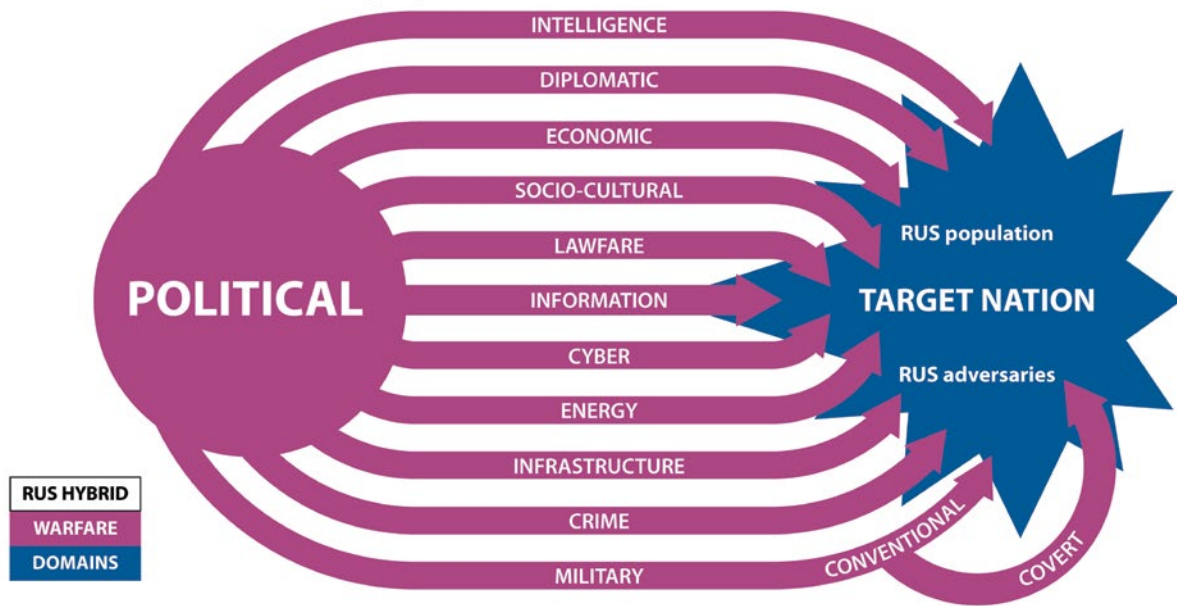 INTELLIGENCE
DIPLOMATIC
ECONOMIC
SOCIO-CULTURAL
LAWFARE
INFORMATION
CYBER
ENERGY
INFRASTRUCTURE
CRIME
MILITARY
POLITICAL
RUS population
TARGET NATION
RUS adversaries
CONVENTIONAL
COVERT
RUS HYBRID
WARFARE
DOMAINS